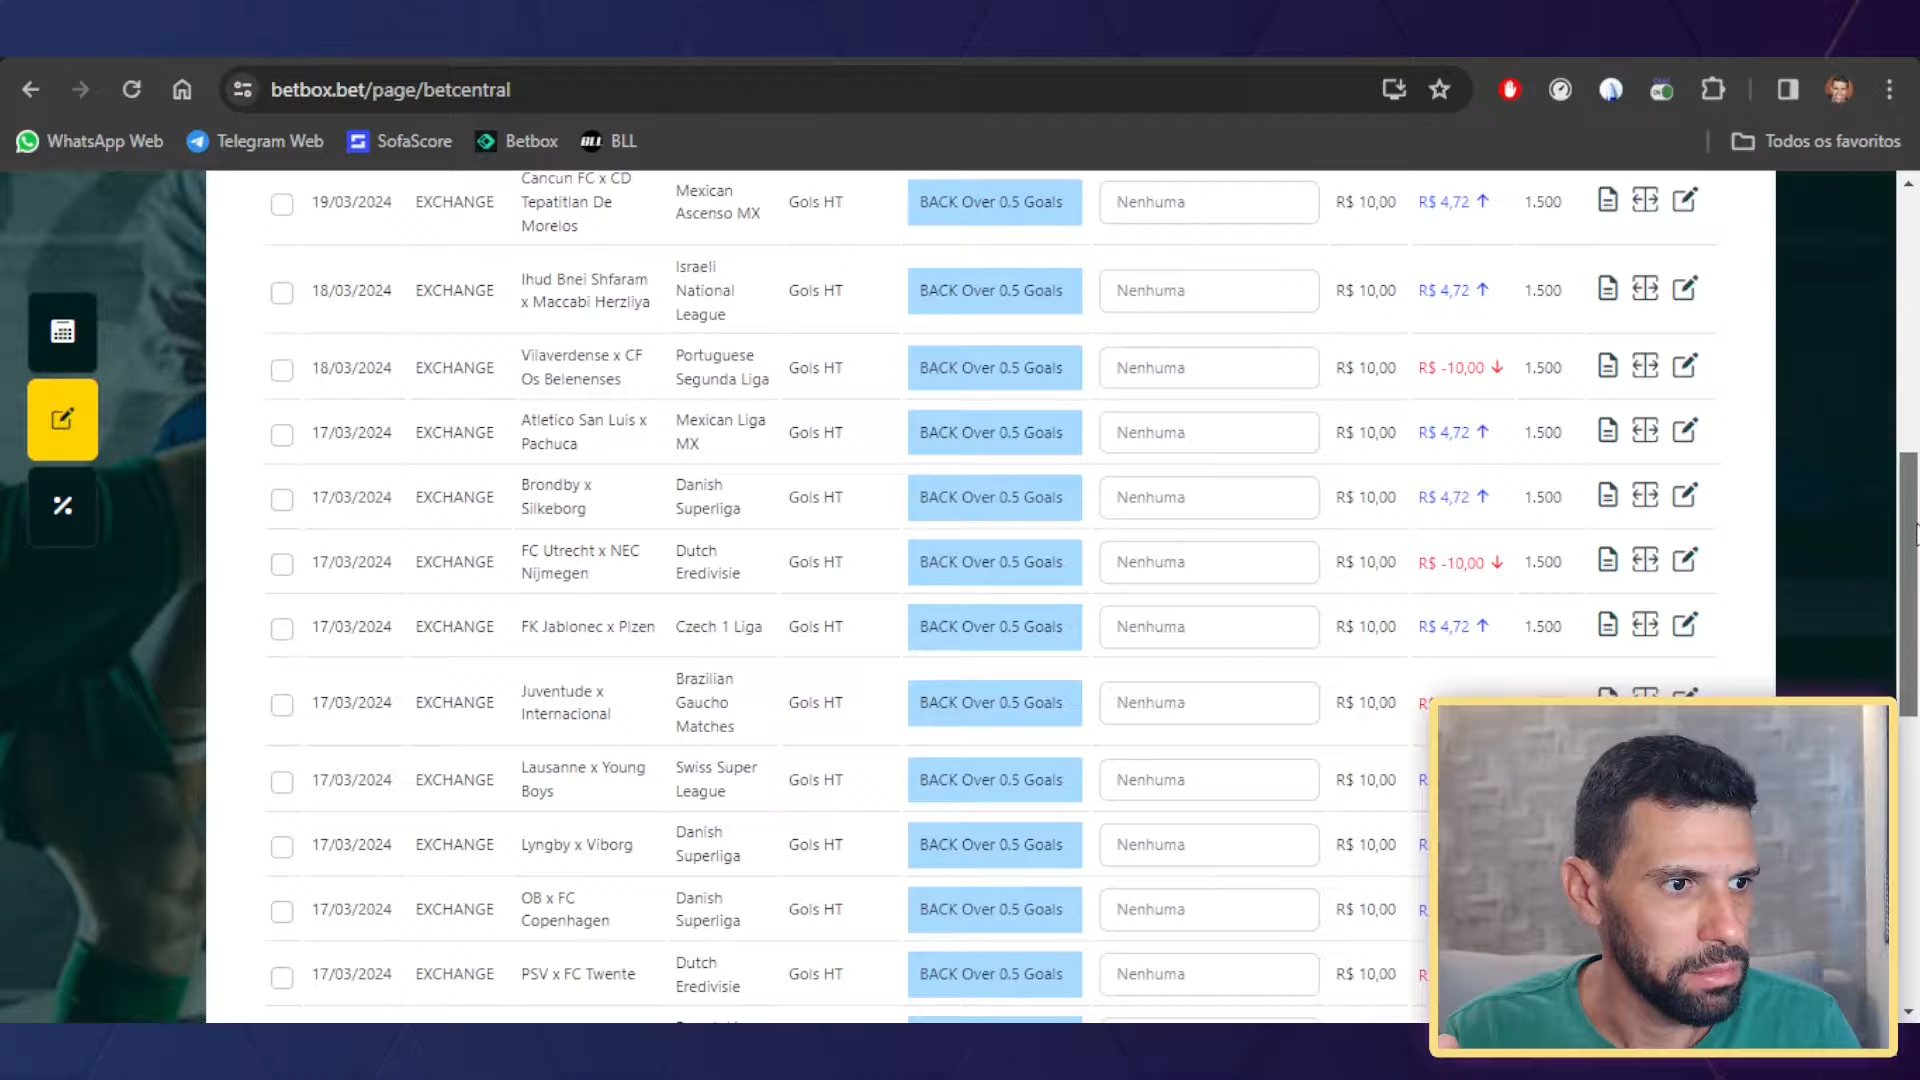 betbox.bet/page/betcentral
WhatsApp Web Telegram Web SofaScore Betbox BLL BLL Todos os favoritos
19/03/2024 EXCHANGE Cancun FC x CD Mexican Gols HT BACK Over 0.5 Goals Nenhuma R$ 10,00 R$ 4,72 1.500
Tepatitlan De Ascenso MX
Morelos
18/03/2024 EXCHANGE Ihud Bnei Shfaram Israeli Gols HT BACK Over 0.5 Goals Nenhuma R$ 10,00 R$ 4,72 1.500
x Maccabi Herzliya National
League
18/03/2024 EXCHANGE Vilaverdense x CF Portuguese Gols HT BACK Over 0.5 Goals Nenhuma R$ 10,00 R$ -10,00 1.500
Os Belenenses Segunda Liga
17/03/2024 EXCHANGE Atletico San Luis x Mexican Liga Gols HT BACK Over 0.5 Goals Nenhuma R$ 10,00 R$ 4,72 1.500
Pachuca MX
17/03/2024 EXCHANGE Brondby x Danish Gols HT BACK Over 0.5 Goals Nenhuma R$ 10,00 R$ 4,72 1.500
Silkeborg Superliga
17/03/2024 EXCHANGE FC Utrecht x NEC Dutch Gols HT BACK Over 0.5 Goals Nenhuma R$ 10,00 R$ -10,00 1.500
Nijmegen Eredivisie
17/03/2024 EXCHANGE FK Jablonec x Plzen Czech 1 Liga Gols HT BACK Over 0.5 Goals Nenhuma R$ 10,00 R$ 4,72 1.500
17/03/2024 EXCHANGE Juventude x Brazilian Gols HT BACK Over 0.5 Goals Nenhuma R$ 10,00
Internacional Gaucho
Matches
17/03/2024 EXCHANGE Lausanne x Young Swiss Super Gols HT BACK Over 0.5 Goals Nenhuma R$ 10,00
Boys League
17/03/2024 EXCHANGE Lyngby x Viborg Danish Gols HT BACK Over 0.5 Goals Nenhuma R$ 10,00
Superliga
17/03/2024 EXCHANGE OB x FC Danish Gols HT BACK Over 0.5 Goals Nenhuma R$ 10,00
Copenhagen Superliga
17/03/2024 EXCHANGE PSV x FC Twente Dutch Gols HT BACK Over 0.5 Goals Nenhuma R$ 10,00
Eredivisie